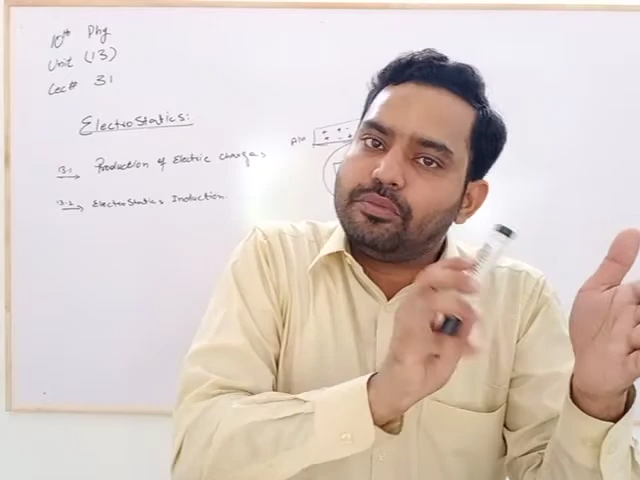 10th Phy
Unit (13)
Lec# 31
ElectroStatics:
13.1 Production of Electric charges
13.2 ElectroStatics Induction